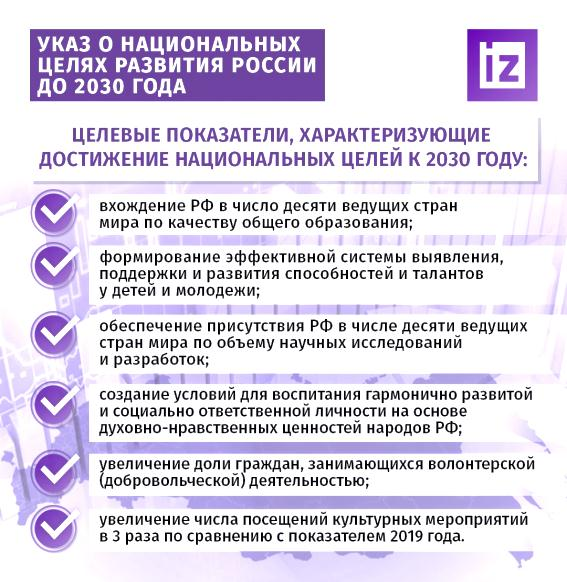 УКАЗ О НАЦИОНАЛЬНЫХ
ЦЕЛЯХ РАЗВИТИЯ РОССИИ
ДО 2030 ГОДА
iz
ЦЕЛЕВЫЕ ПОКАЗАТЕЛИ, ХАРАКТЕРИЗУЮЩИЕ
ДОСТИЖЕНИЕ НАЦИОНАЛЬНЫХ ЦЕЛЕЙ К 2030 ГОДУ:
вхождение РФ в число десяти ведущих стран
мира по качеству общего образования;
формирование эффективной системы выявления,
поддержки и развития способностей и талантов
у детей и молодежи;
обеспечение присутствия РФ в числе десяти ведущих
стран мира по объему научных исследований
и разработок;
создание условий для воспитания гармонично развитой
и социально ответственной личности на основе
духовно-нравственных ценностей народов РФ;
увеличение доли граждан, занимающихся волонтерской
(добровольческой) деятельностью;
увеличение числа посещений культурных мероприятий
в 3 раза по сравнению с показателем 2019 года.